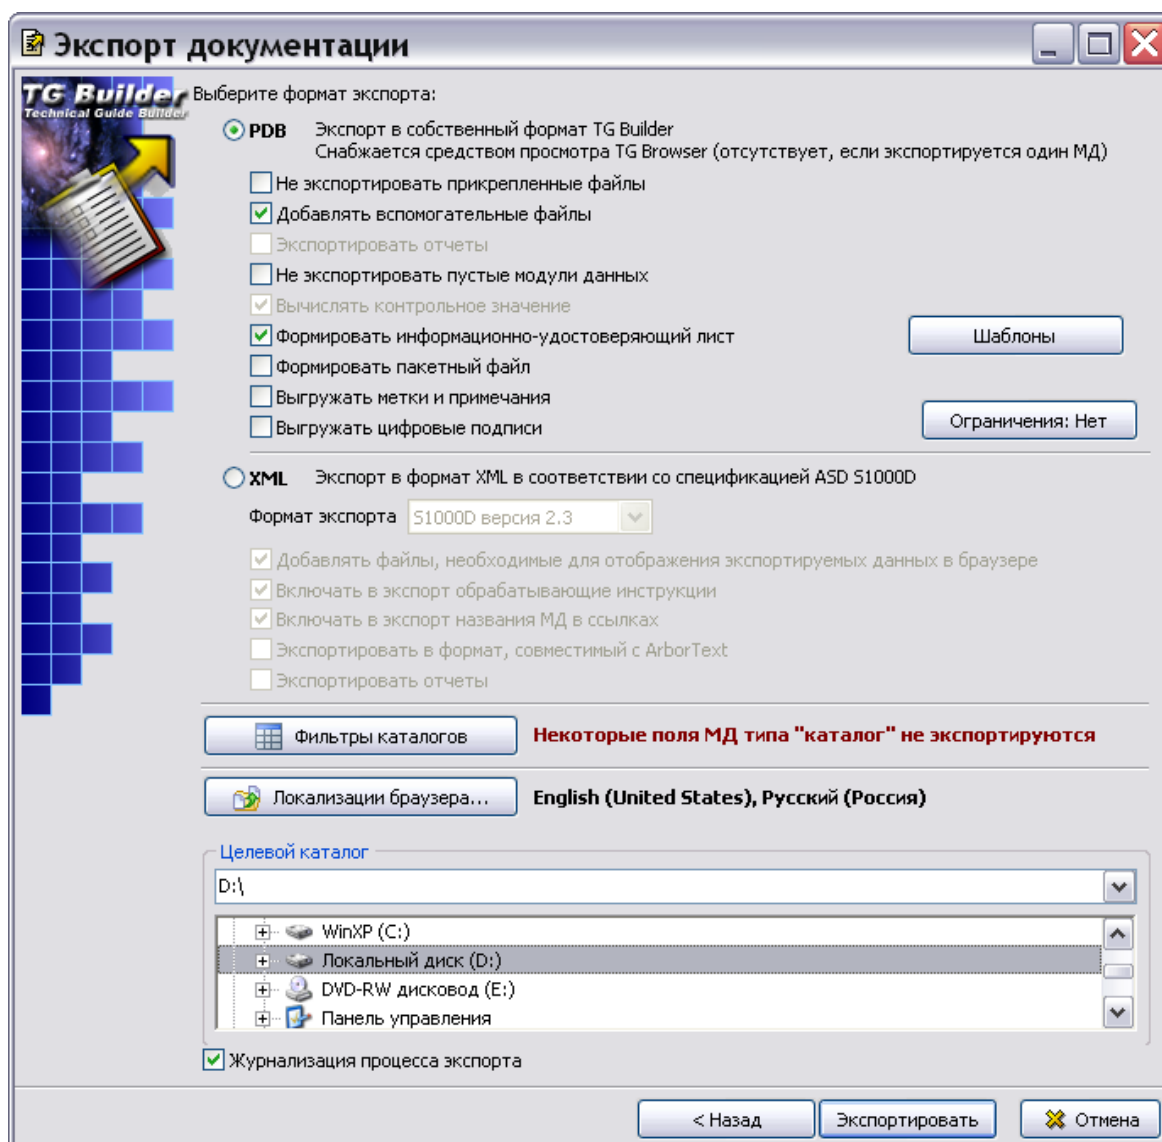 Экспорт документации
TG Builder
Technical Guide Builder
Выберите формат экспорта:
PDB Экспорт в собственный формат TG Builder
Снабжается средством просмотра TG Browser (отсутствует, если экспортируется один МД)
Не экспортировать прикрепленные файлы
Добавлять вспомогательные файлы
Экспортировать отчеты
Не экспортировать пустые модули данных
Вычислять контрольное значение
Формировать информационно-удостоверяющий лист
Шаблоны
Формировать пакетный файл
Выгружать метки и примечания
Выгружать цифровые подписи
Ограничения: Нет
XML Экспорт в формат XML в соответствии со спецификацией ASD S1000D
Формат экспорта S1000D версия 2.3
Добавлять файлы, необходимые для отображения экспортируемых данных в браузере
Включать в экспорт обрабатывающие инструкции
Включать в экспорт названия МД в ссылках
Экспортировать в формат, совместимый с ArborText
Экспортировать отчеты
Фильтры каталогов Некоторые поля МД типа "каталог" не экспортируются
Локализации браузера... English (United States), Русский (Россия)
Целевой каталог
D:\
WinXP (C:)
Локальный диск (D:)
DVD-RW дисковод (E:)
Панель управления
Журнализация процесса экспорта
< Назад Экспортировать Отмена